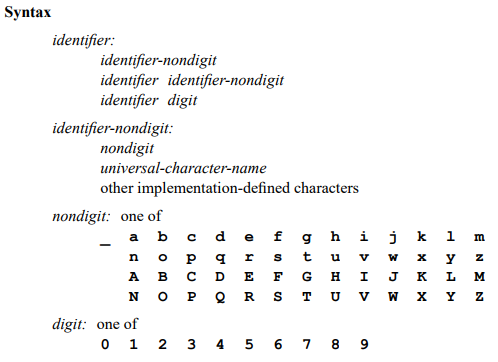 Syntax
identifier:
identifier-nondigit
identifier identifier-nondigit
identifier digit
identifier-nondigit:
nondigit
universal-character-name
other implementation-defined characters
nondigit: one of
_ a b c d e f g h i j k l m
n o p q r s t u v w x y z
A B C D E F G H I J K L M
N O P Q R S T U V W X Y Z
digit: one of
0 1 2 3 4 5 6 7 8 9